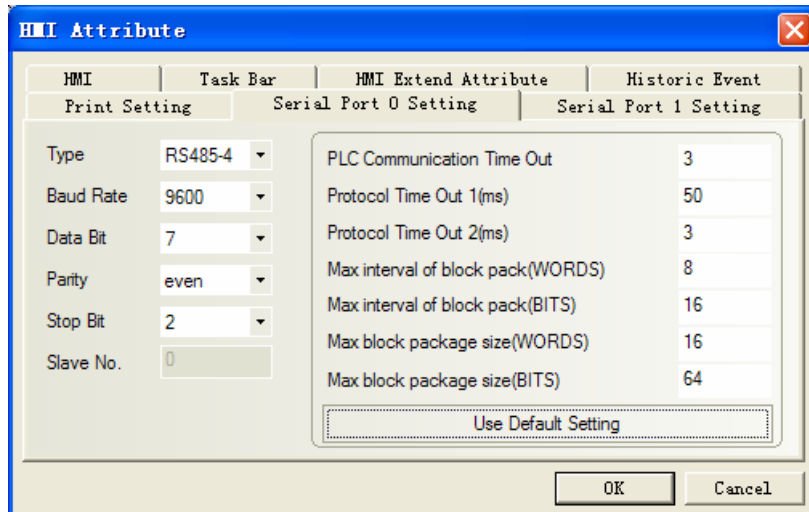 HMI Attribute
HMI
Task Bar
HMI Extend Attribute
Historic Event
Print Setting
Serial Port 0 Setting
Serial Port 1 Setting
Type
RS485-4
Baud Rate
9600
Data Bit
7
Parity
even
Stop Bit
2
Slave No.
0
PLC Communication Time Out
3
Protocol Time Out 1(ms)
50
Protocol Time Out 2(ms)
3
Max interval of block pack(WORDS)
8
Max interval of block pack(BITS)
16
Max block package size(WORDS)
16
Max block package size(BITS)
64
Use Default Setting
OK
Cancel